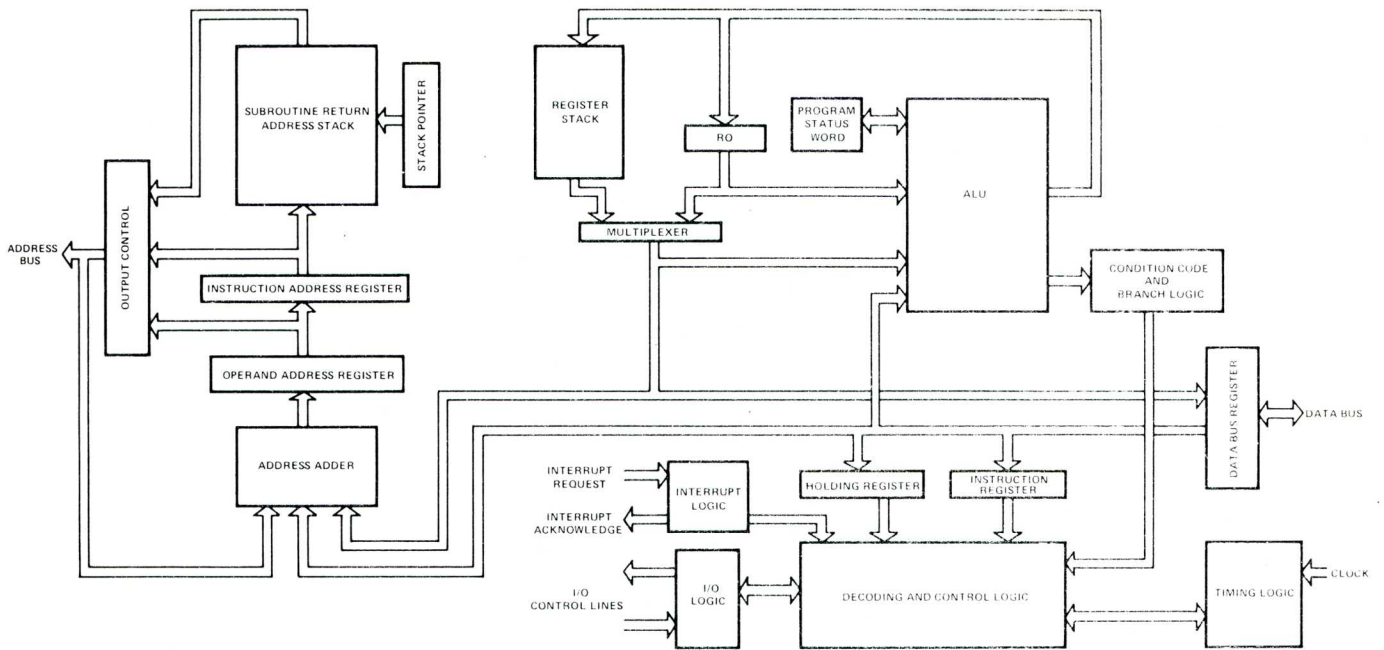 SUBROUTINE RETURN
ADDRESS STACK
STACK POINTER
REGISTER
STACK
RO
PROGRAM
STATUS
WORD
ALU
MULTIPLEXER
OUTPUT CONTROL
ADDRESS
BUS
INSTRUCTION ADDRESS REGISTER
CONDITION CODE
AND
BRANCH LOGIC
OPERAND ADDRESS REGISTER
DATA BUS REGISTER
DATA BUS
ADDRESS ADDER
INTERRUPT
REQUEST
INTERRUPT
LOGIC
HOLDING REGISTER
INSTRUCTION
REGISTER
INTERRUPT
ACKNOWLEDGE
I/O
CONTROL LINES
I/O
LOGIC
DECODING AND CONTROL LOGIC
TIMING LOGIC
CLOCK